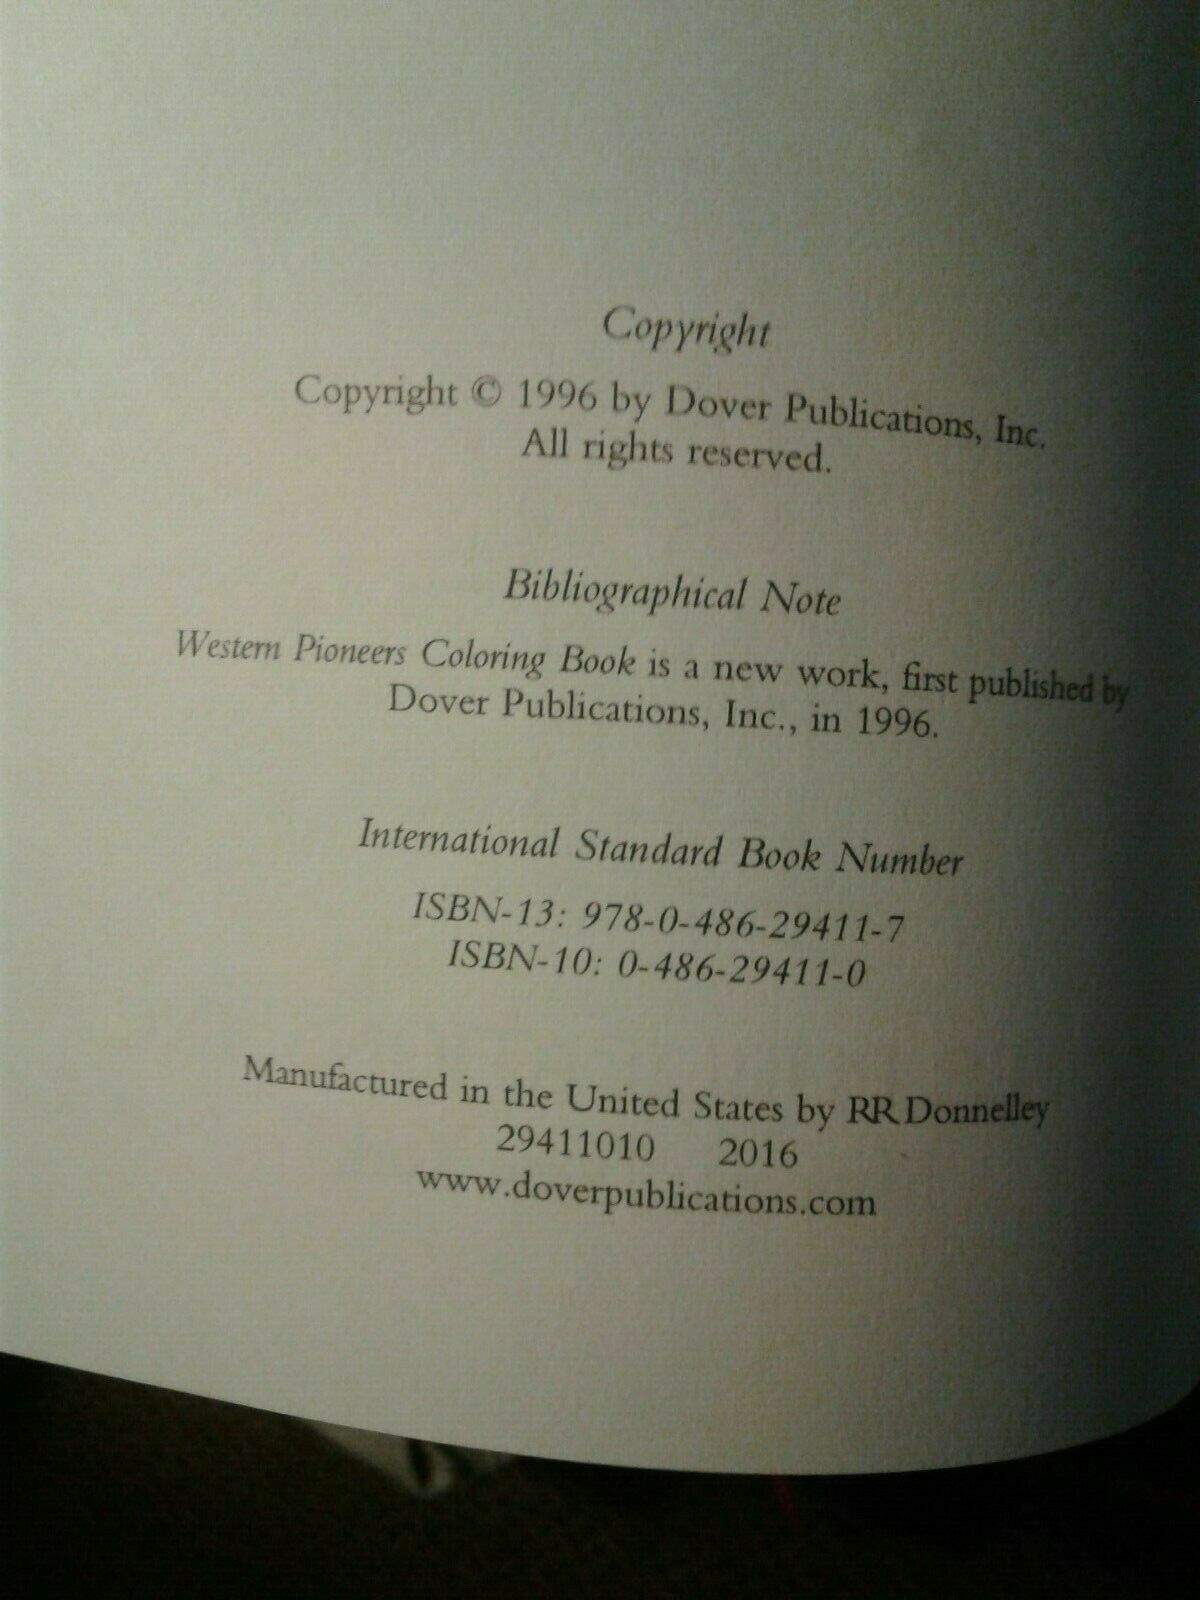 Copyright
Copyright © 1996 by Dover Publications, Inc.
All rights reserved.
Bibliographical Note
Western Pioneers Coloring Book is a new work, first published by
Dover Publications, Inc., in 1996.
International Standard Book Number
ISBN-13: 978-0-486-29411-7
ISBN-10: 0-486-29411-0
Manufactured in the United States by RR Donnelley
29411010 2016
www.doverpublications.com